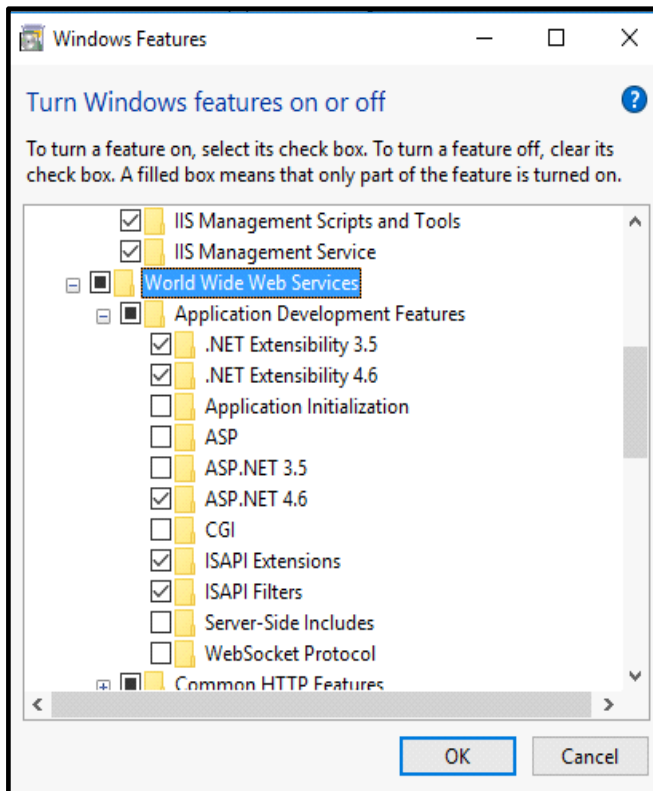 Windows Features
Turn Windows features on or off
?
To turn a feature on, select its check box. To turn a feature off, clear its
check box. A filled box means that only part of the feature is turned on.
IIS Management Scripts and Tools
IIS Management Service
World Wide Web Services
Application Development Features
.NET Extensibility 3.5
.NET Extensibility 4.6
Application Initialization
ASP
ASP.NET 3.5
ASP.NET 4.6
CGI
ISAPI Extensions
ISAPI Filters
Server-Side Includes
WebSocket Protocol
Common HTTP Features
OK Cancel